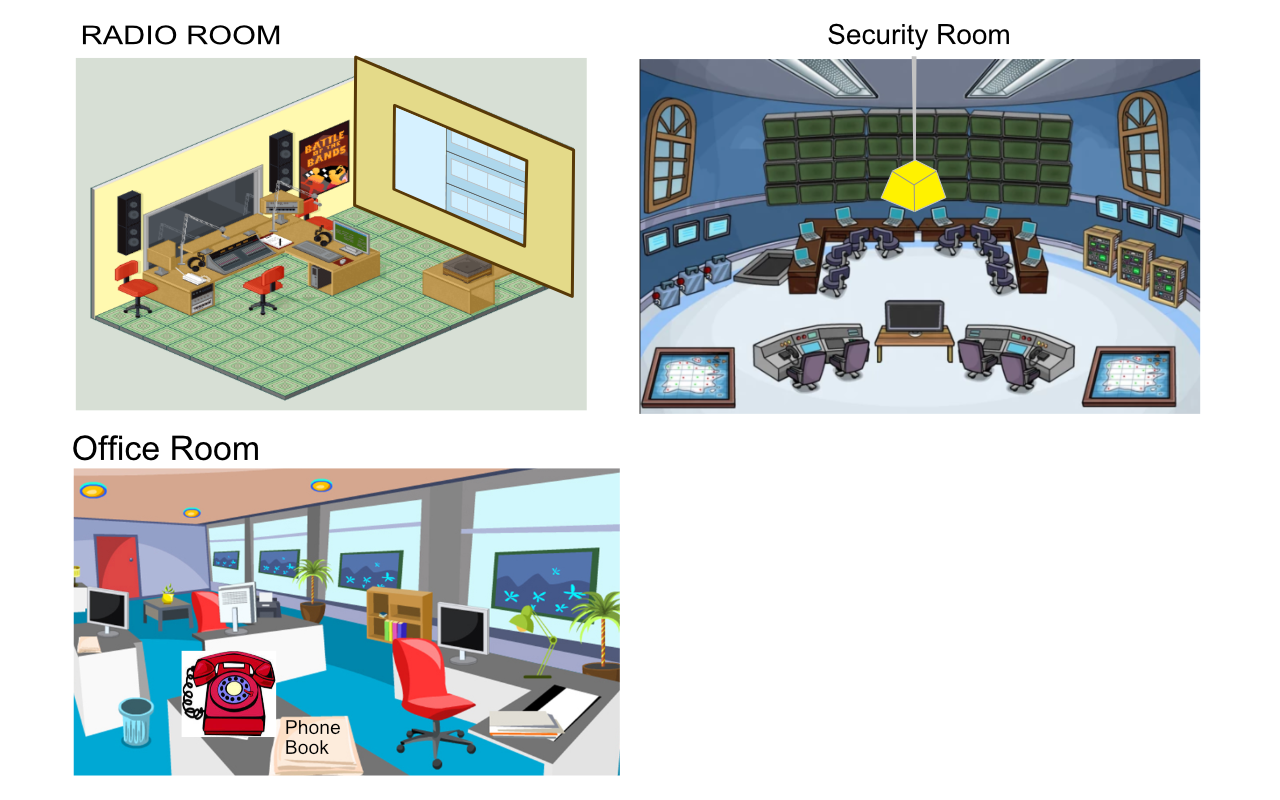 RADIO ROOM
Security Room
BATTLE
OF THE
BANDS
Office Room
Phone
Book